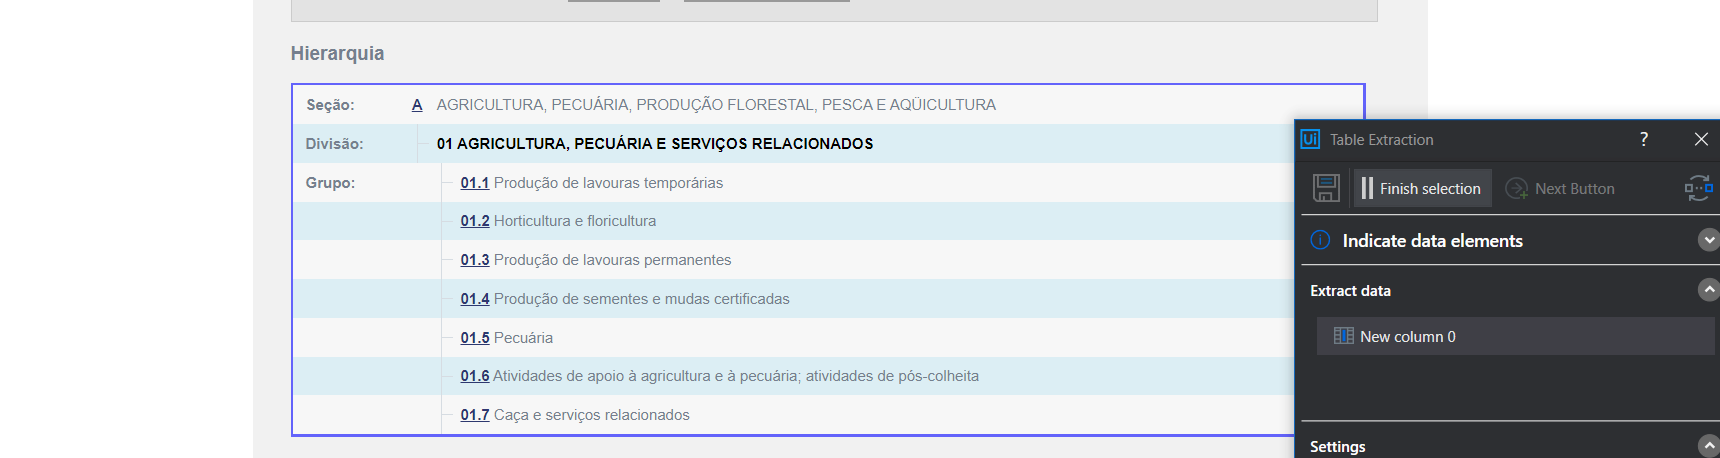 Hierarquia
Seção: A AGRICULTURA, PECUÁRIA, PRODUÇÃO FLORESTAL, PESCA E AQÜICULTURA
Divisão: 01 AGRICULTURA, PECUÁRIA E SERVIÇOS RELACIONADOS
Grupo: 01.1 Produção de lavouras temporárias
01.2 Horticultura e floricultura
01.3 Produção de lavouras permanentes
01.4 Produção de sementes e mudas certificadas
01.5 Pecuária
01.6 Atividades de apoio à agricultura e à pecuária; atividades de pós-colheita
01.7 Caça e serviços relacionados
Ui Table Extraction ?
Finish selection Next Button
Indicate data elements
Extract data
New column 0
Settings